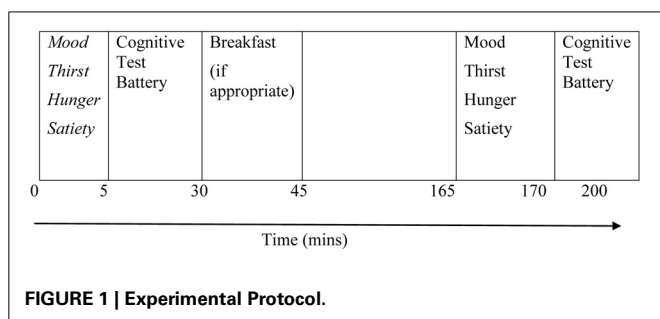 Mood
Thirst
Hunger
Satiety
Cognitive
Test
Battery
Breakfast
(if
appropriate)
Mood
Thirst
Hunger
Satiety
Cognitive
Test
Battery
0 5 30 45 165 170 200
Time (mins)
FIGURE 1 | Experimental Protocol.